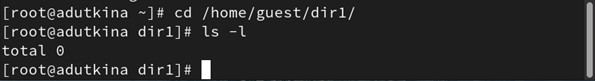 [root@adutkina ~]# cd /home/guest/dir1/
[root@adutkina dir1]# ls -l
total 0
[root@adutkina dir1]#